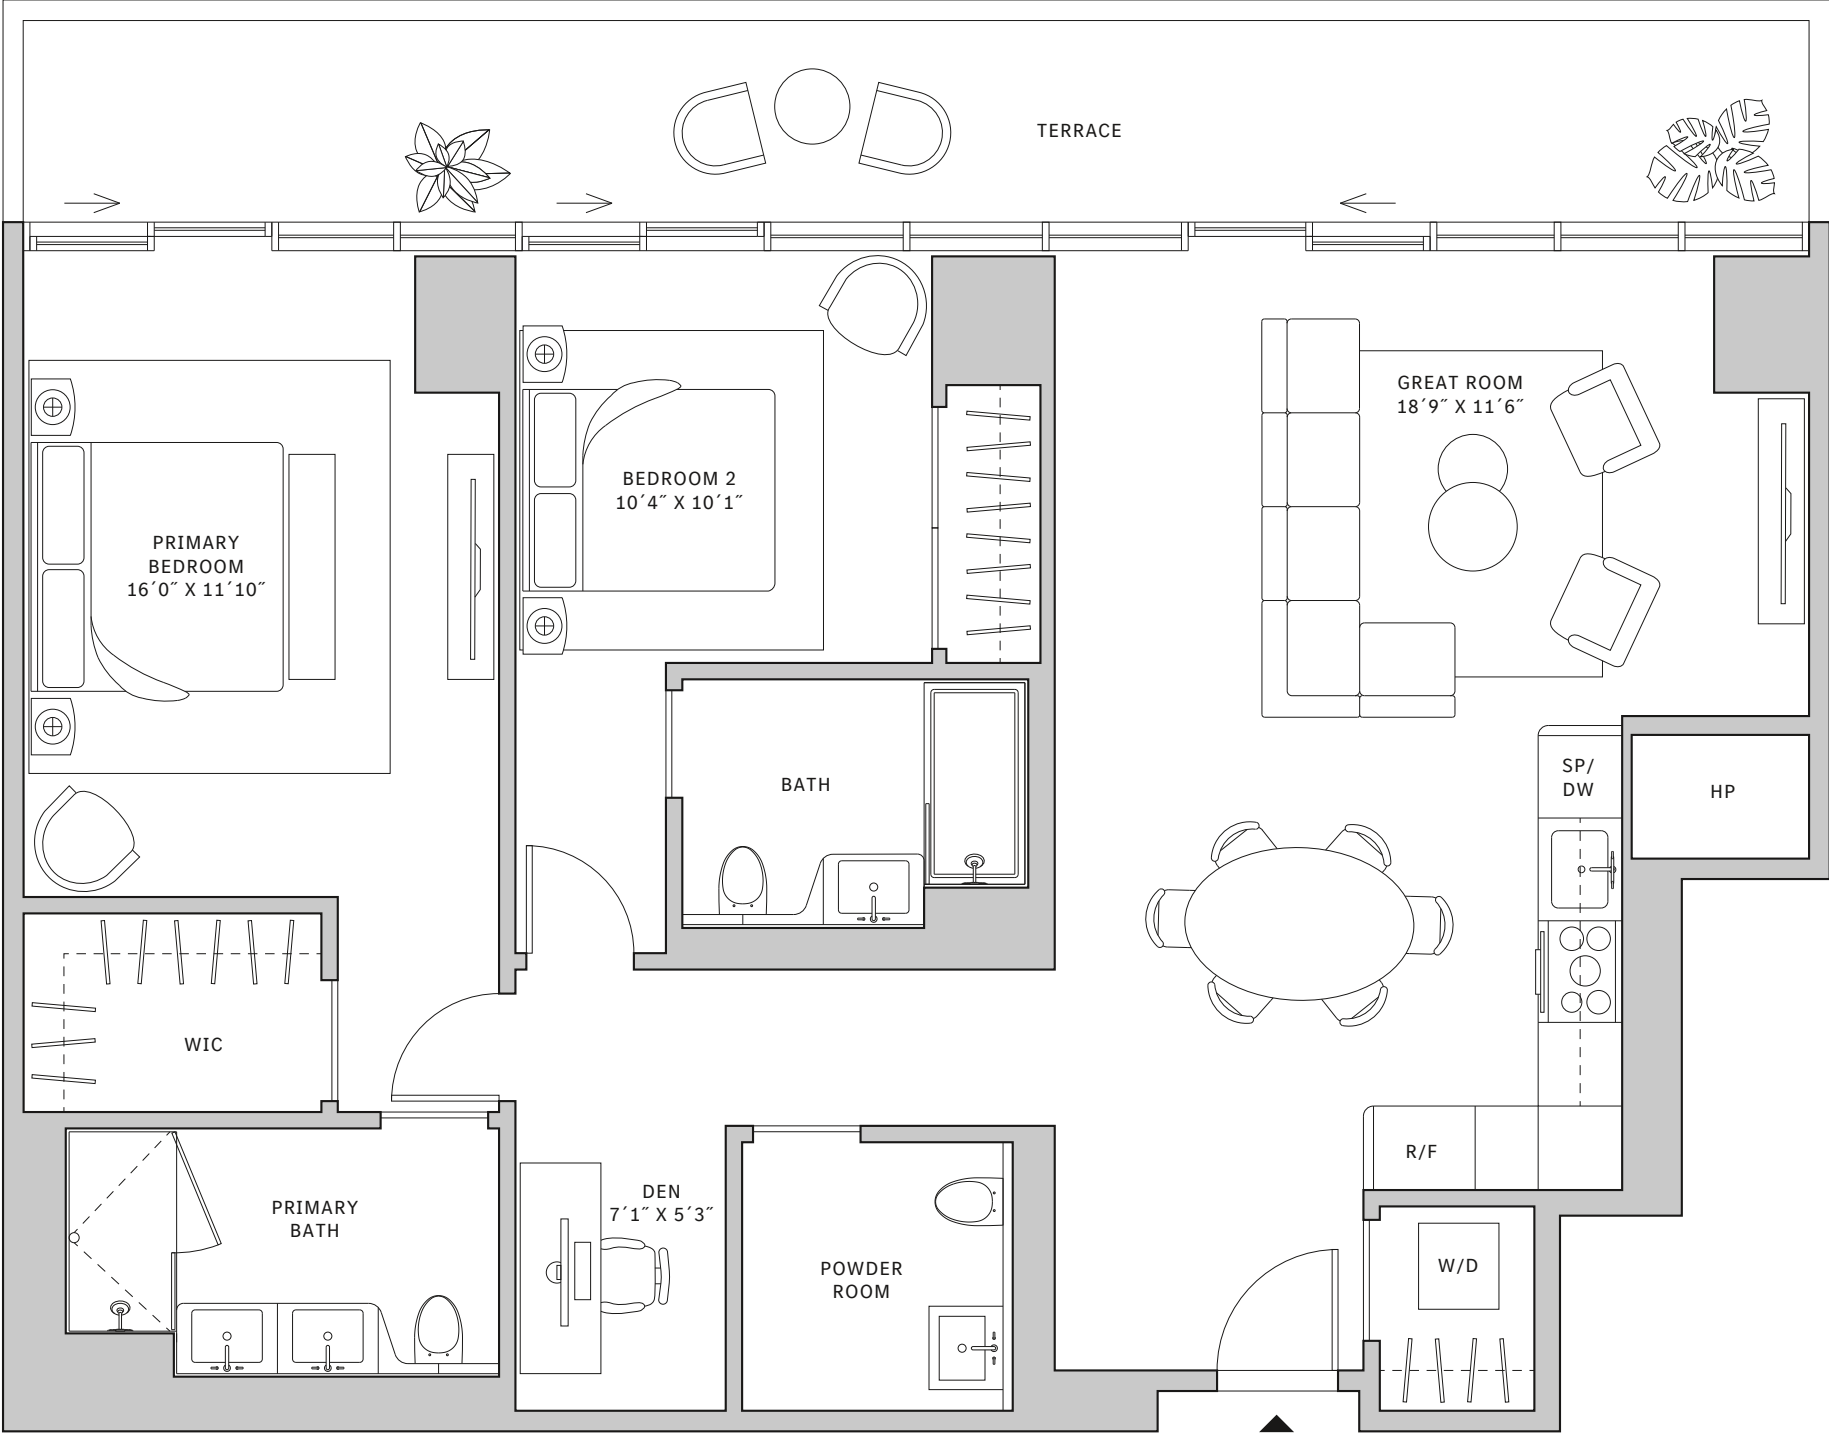 TERRACE
GREAT ROOM
18´9˝ X 11´6˝
BEDROOM 2
10´4˝ X 10´1˝
PRIMARY
BEDROOM
16´0˝ X 11´10˝
SP/
DW
HP
BATH
WIC
R/F
DEN
7´1˝ X 5´3˝
PRIMARY
BATH
POWDER
ROOM
W/D